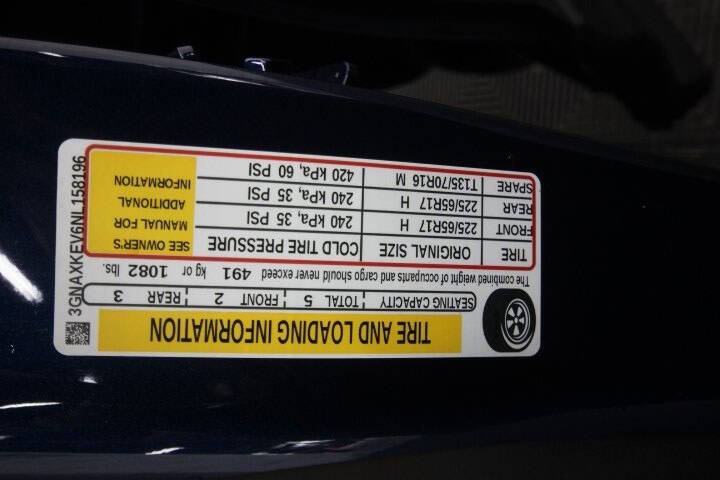 TIRE AND LOADING INFORMATION
SEATING CAPACITY TOTAL 5 FRONT 2 REAR 3
The combined weight of occupants and cargo should never exceed 491 kg or 1082 lbs.
TIRE ORIGINAL SIZE COLD TIRE PRESSURE
FRONT 225/65R17 H 240 kPa, 35 PSI
REAR 225/65R17 H 240 kPa, 35 PSI
SPARE T135/70R16 M 420 kPa, 60 PSI
SEE OWNER'S
MANUAL FOR
ADDITIONAL
INFORMATION
3GNAXKEV6NL158196